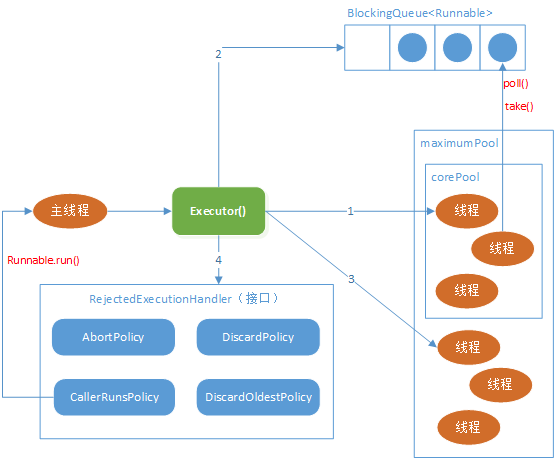 BlockingQueue<Runnable>
2
poll()
take()
maximumPool
corePool
主线程
Executor()
1
线程
线程
线程
Runnable.run()
4
3
RejectedExecutionHandler（接口）
AbortPolicy
DiscardPolicy
CallerRunsPolicy
DiscardOldestPolicy
线程
线程
线程